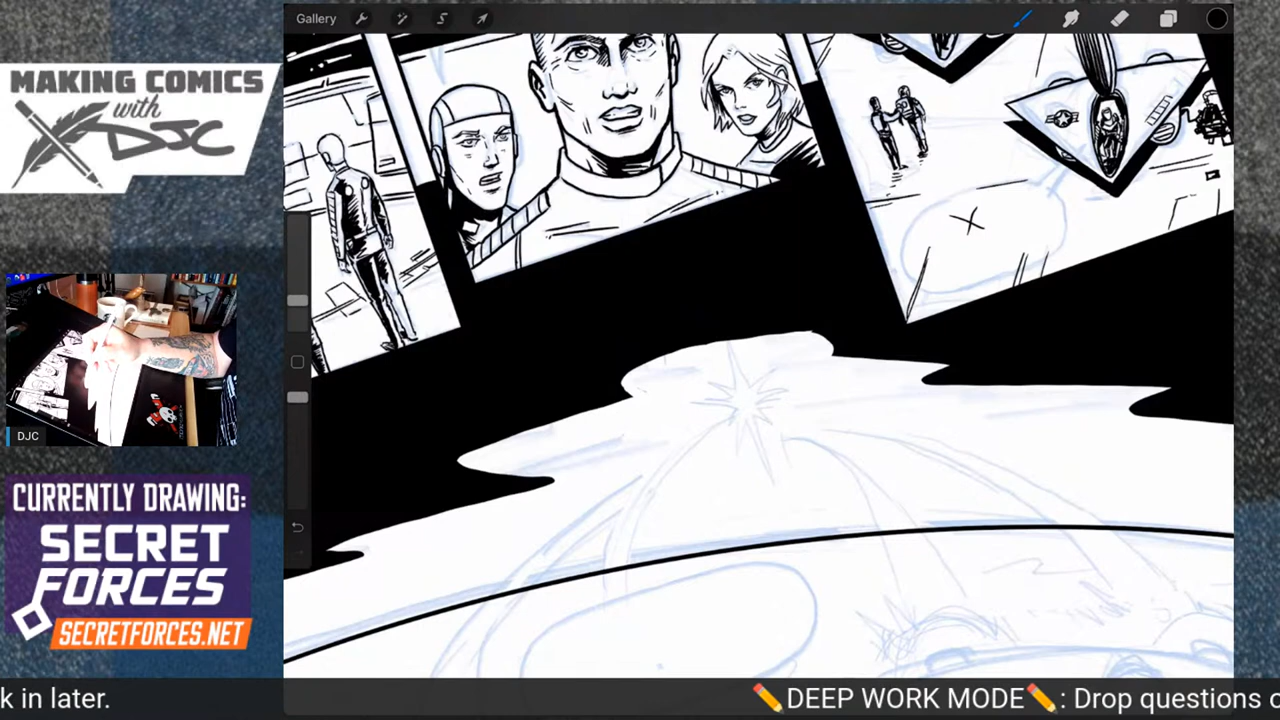 Gallery
MAKING COMICS
with
DJC
DJC
CURRENTLY DRAWING:
SECRET
FORCES
SECRETFORCES.NET
k in later.
✏️DEEP WORK MODE✏️: Drop questions